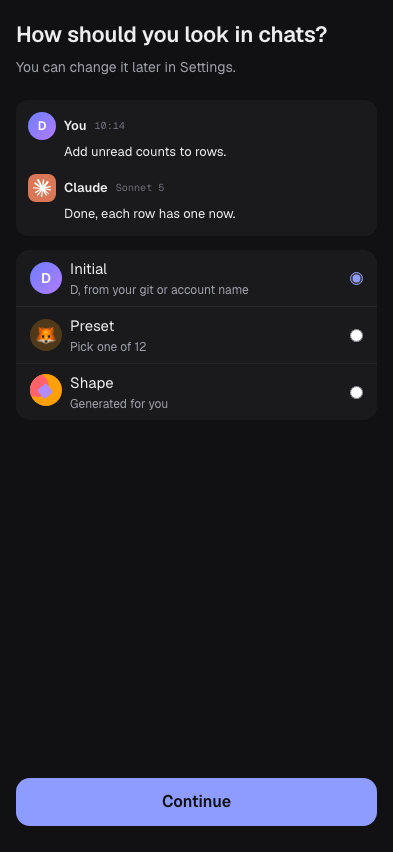 How should you look in chats?
You can change it later in Settings.
D You 10:14
Add unread counts to rows.
Claude Sonnet 5
Done, each row has one now.
D Initial
D, from your git or account name
Preset
Pick one of 12
Shape
Generated for you
Continue